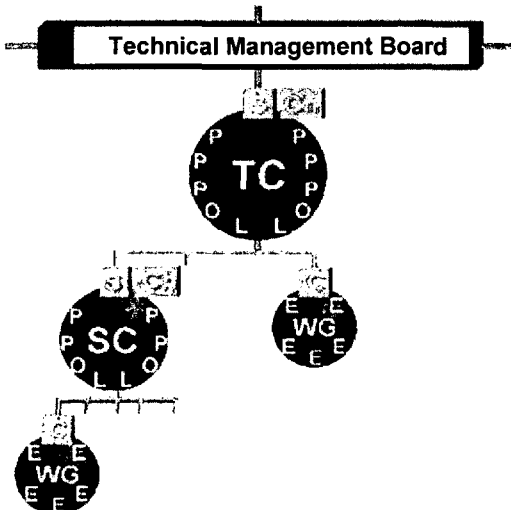 Technical Management Board
P P
P TC P
P P
O O
L L
P P
P SC P
O O
L L
C
E E
WG
E E
E
C
E E
WG
E E
E